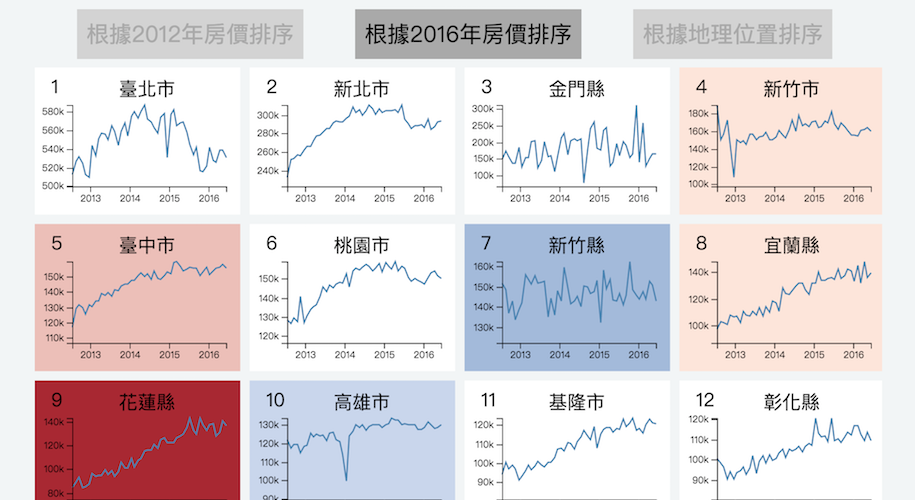 根據2012年房價排序
根據2016年房價排序
根據地理位置排序
1 臺北市
580k
560k
540k
520k
500k
2013 2014 2015 2016
2 新北市
300k
280k
260k
240k
2013 2014 2015 2016
3 金門縣
300k
250k
200k
150k
100k
2013 2014 2015 2016
4 新竹市
180k
160k
140k
120k
100k
2013 2014 2015 2016
5 臺中市
150k
140k
130k
120k
110k
2013 2014 2015 2016
6 桃園市
150k
140k
130k
120k
2013 2014 2015 2016
7 新竹縣
160k
150k
140k
130k
2013 2014 2015 2016
8 宜蘭縣
140k
120k
100k
2013 2014 2015 2016
9 花蓮縣
140k
120k
100k
80k
10 高雄市
130k
120k
110k
100k
90k
11 基隆市
120k
110k
100k
90k
12 彰化縣
120k
110k
100k
90k